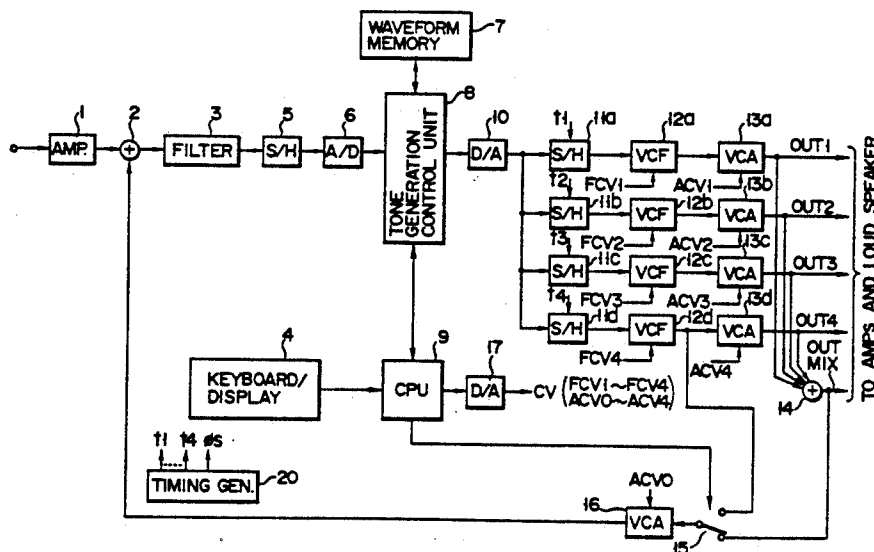 WAVEFORM
MEMORY
7
1
2
3
5
6
8
10
AMP.
FILTER
S/H
A/D
TONE
GENERATION
CONTROL UNIT
D/A
t1
11a
12a
13a
S/H
VCF
VCA
OUT1
FCV1
ACV1
t2
11b
12b
13b
S/H
VCF
VCA
OUT2
FCV2
ACV2
t3
11c
12c
13c
S/H
VCF
VCA
OUT3
FCV3
ACV3
t4
11d
12d
13d
S/H
VCF
VCA
OUT4
FCV4
ACV4
OUT
MIX
14
TO AMPS AND LOUD SPEAKER
4
KEYBOARD/
DISPLAY
9
CPU
17
D/A
CV (FCV1~FCV4
ACV0~ACV4)
t1 t4 øs
TIMING GEN.
20
ACV0
16
VCA
15